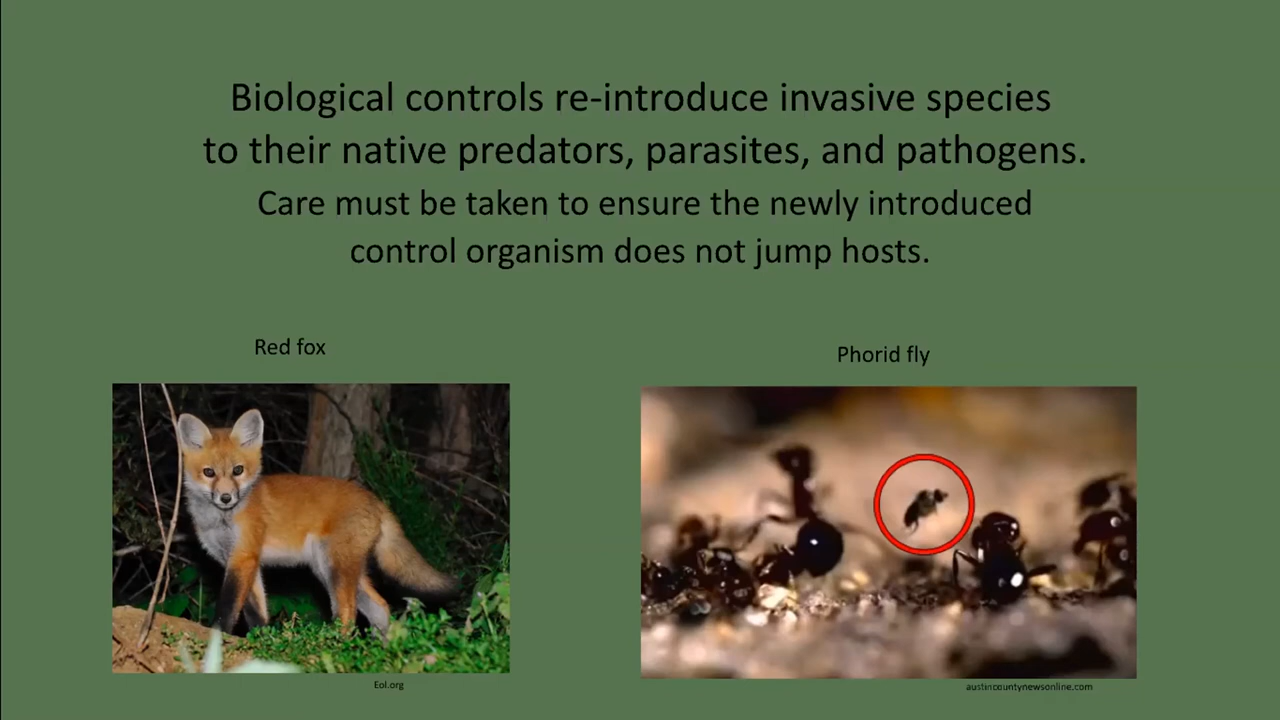 Biological controls re-introduce invasive species
to their native predators, parasites, and pathogens.
Care must be taken to ensure the newly introduced
control organism does not jump hosts.
Red fox
Phorid fly
Eol.org
austincountynewsonline.com